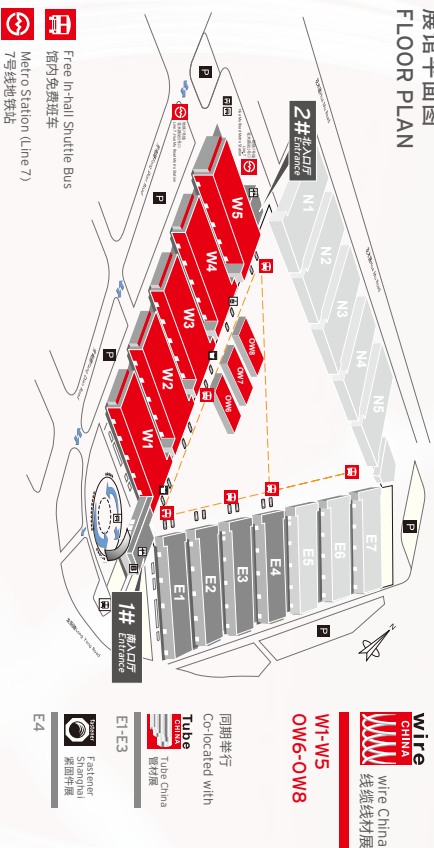 展馆平面图
FLOOR PLAN
Free In-hall Shuttle Bus
馆内免费班车
Metro Station (Line 7)
7号线地铁站
2# 北入口厅
Entrance
1# 南入口厅
Entrance
N1
N2
N3
N4
N5
W5
W4
W3
W2
W1
OW8
OW7
OW6
E1
E2
E3
E4
E5
E6
E7
P
P
P
P
P
N
wire
CHINA
wire China
线缆线材展
W1-W5
OW6-OW8
同期举行
Co-located with
Tube
CHINA
Tube China
管材展
E1-E3
fastener
Fastener
Shanghai
紧固件展
E4